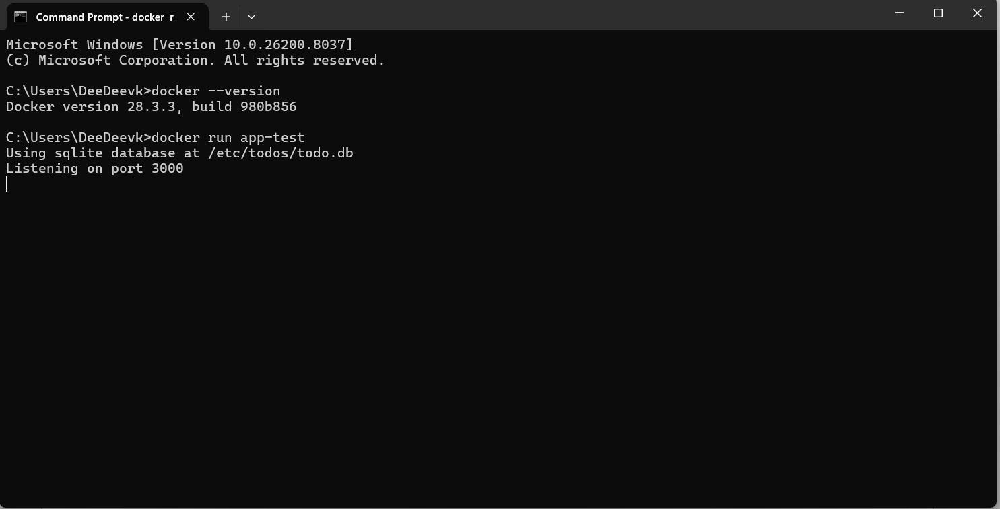 Command Prompt - docker r
Microsoft Windows [Version 10.0.26200.8037]
(c) Microsoft Corporation. All rights reserved.
C:\Users\DeeDeevk>docker --version
Docker version 28.3.3, build 980b856
C:\Users\DeeDeevk>docker run app-test
Using sqlite database at /etc/todos/todo.db
Listening on port 3000